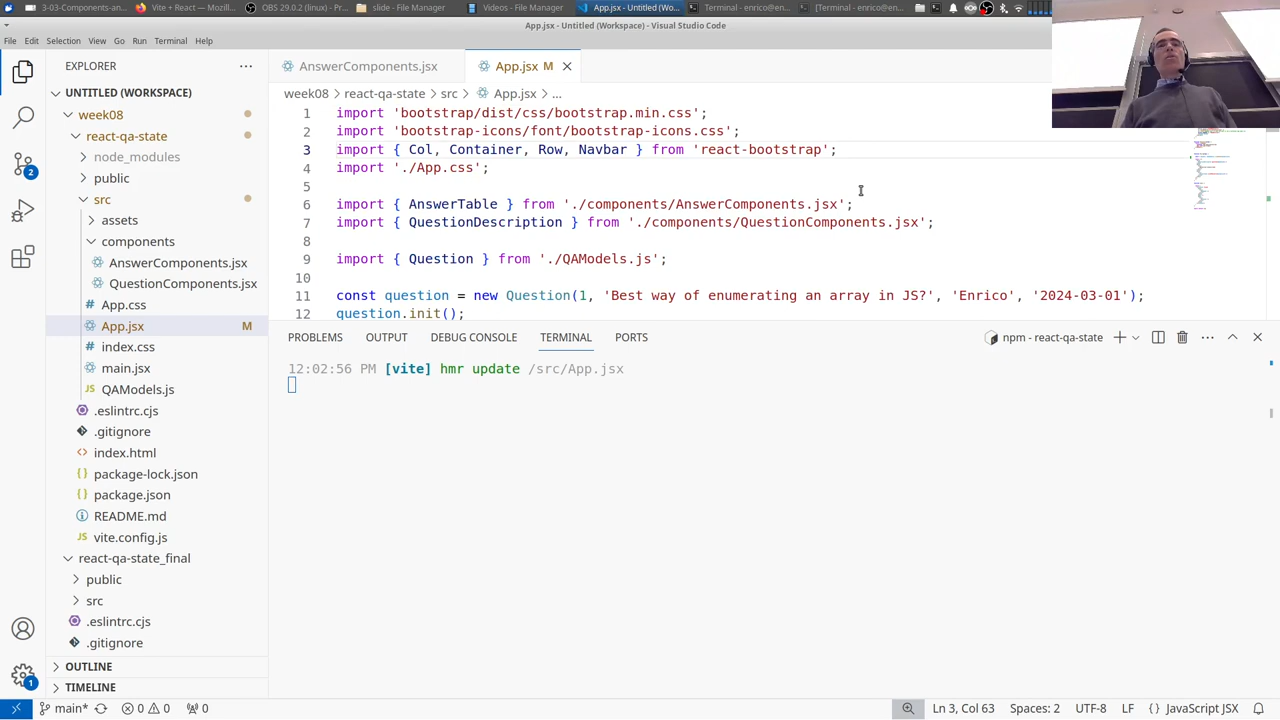 3-03-Components-an...
Vite + React — Mozill...
OBS 29.0.2 (linux) - Pr...
slide - File Manager
Videos - File Manager
App.jsx - Untitled (Wo...
[Terminal - enrico@en...
[Terminal - enrico@en...
App.jsx - Untitled (Workspace) - Visual Studio Code
File Edit Selection View Go Run Terminal Help
EXPLORER
AnswerComponents.jsx
App.jsx M
UNTITLED (WORKSPACE)
week08 > react-qa-state > src > App.jsx > ...
week08
react-qa-state
node_modules
public
src
assets
components
AnswerComponents.jsx
QuestionComponents.jsx
App.css
App.jsx M
index.css
main.jsx
QAModels.js
.eslintrc.cjs
.gitignore
index.html
package-lock.json
package.json
README.md
vite.config.js
react-qa-state_final
public
src
.eslintrc.cjs
.gitignore
OUTLINE
TIMELINE
1 import 'bootstrap/dist/css/bootstrap.min.css';
2 import 'bootstrap-icons/font/bootstrap-icons.css';
3 import { Col, Container, Row, Navbar } from 'react-bootstrap';
4 import './App.css';
5
6 import { AnswerTable } from './components/AnswerComponents.jsx';
7 import { QuestionDescription } from './components/QuestionComponents.jsx';
8
9 import { Question } from './QAModels.js';
10
11 const question = new Question(1, 'Best way of enumerating an array in JS?', 'Enrico', '2024-03-01');
12 question.init();
PROBLEMS OUTPUT DEBUG CONSOLE TERMINAL PORTS
npm - react-qa-state
12:02:56 PM [vite] hmr update /src/App.jsx
2
1
main* 0 0 0
Ln 3, Col 63 Spaces: 2 UTF-8 LF {} JavaScript JSX